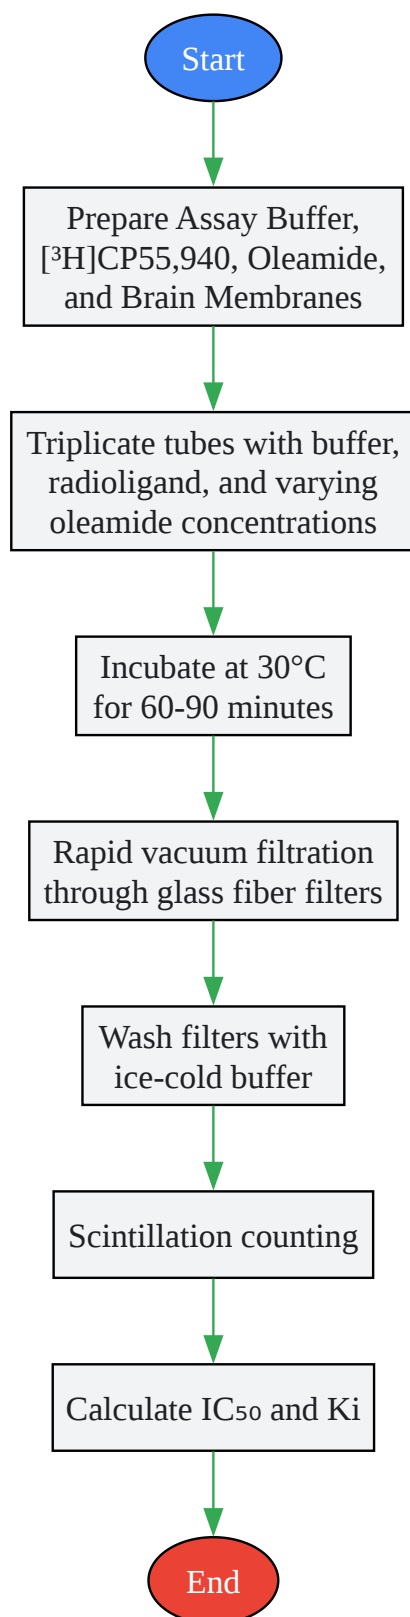 Start
Prepare Assay Buffer,
[³H]CP55,940, Oleamide,
and Brain Membranes
Triplicate tubes with buffer,
radioligand, and varying
oleamide concentrations
Incubate at 30°C
for 60-90 minutes
Rapid vacuum filtration
through glass fiber filters
Wash filters with
ice-cold buffer
Scintillation counting
Calculate IC₅₀ and Ki
End